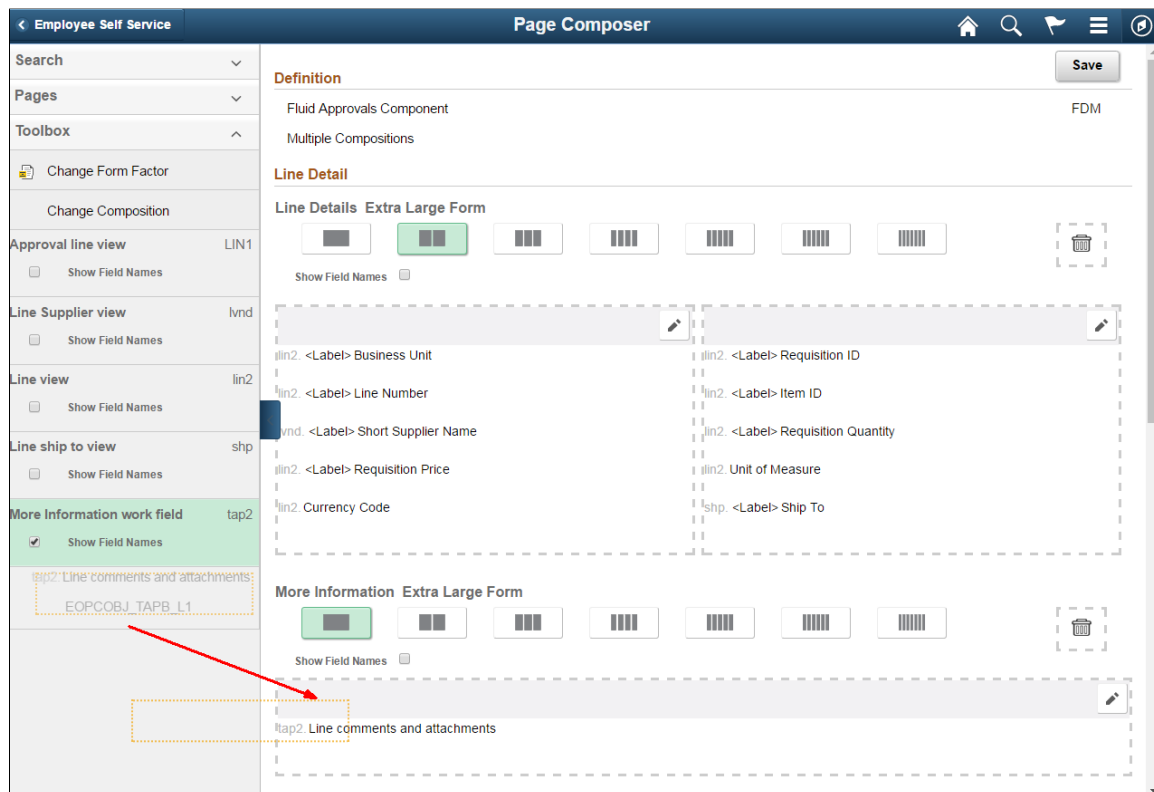 Employee Self Service
Page Composer
Search
Pages
Toolbox
Change Form Factor
Change Composition
Approval line view LIN1
Show Field Names
Line Supplier view lvnd
Show Field Names
Line view lin2
Show Field Names
Line ship to view shp
Show Field Names
More Information work field tap2
Show Field Names
tap2. Line comments and attachments
EOPCOBJ_TAPB_L1
Save
Definition
Fluid Approvals Component FDM
Multiple Compositions
Line Detail
Line Details Extra Large Form
Show Field Names
lin2. <Label> Business Unit
lin2. <Label> Line Number
vnd. <Label> Short Supplier Name
lin2. <Label> Requisition Price
lin2. Currency Code
lin2. <Label> Requisition ID
lin2. <Label> Item ID
lin2. <Label> Requisition Quantity
lin2. Unit of Measure
shp. <Label> Ship To
More Information Extra Large Form
Show Field Names
tap2. Line comments and attachments